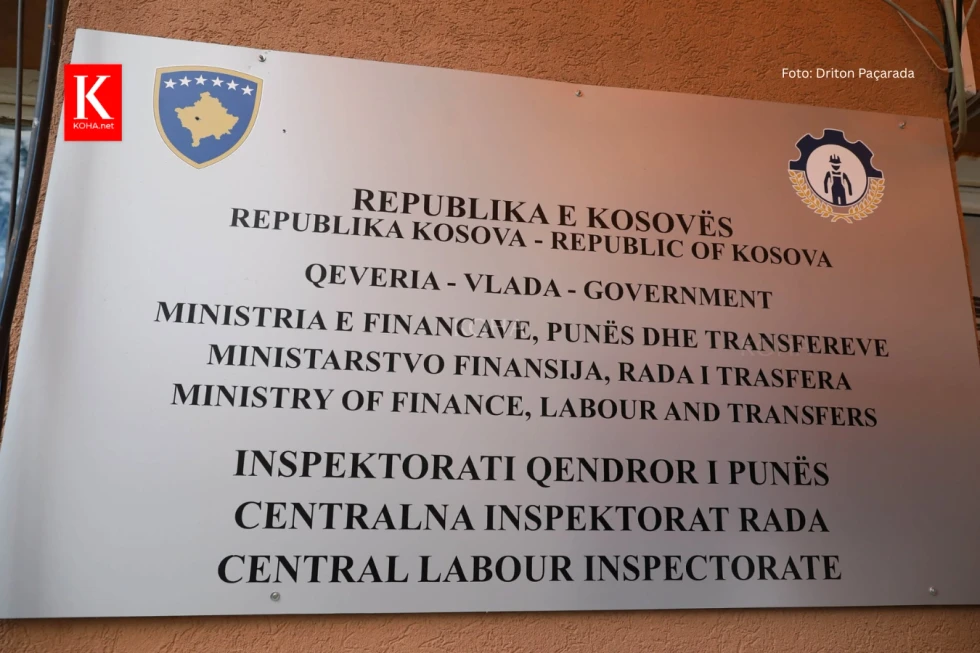 K
KOHA.net
Foto: Driton Paçarada
REPUBLIKA E KOSOVËS
REPUBLIKA KOSOVA - REPUBLIC OF KOSOVA
QEVERIA - VLADA - GOVERNMENT
MINISTRIA E FINANCAVE, PUNËS DHE TRANSFEREVE
MINISTARSTVO FINANSIJA, RADA I TRASFERA
MINISTRY OF FINANCE, LABOUR AND TRANSFERS
INSPEKTORATI QENDROR I PUNËS
CENTRALNA INSPEKTORAT RADA
CENTRAL LABOUR INSPECTORATE